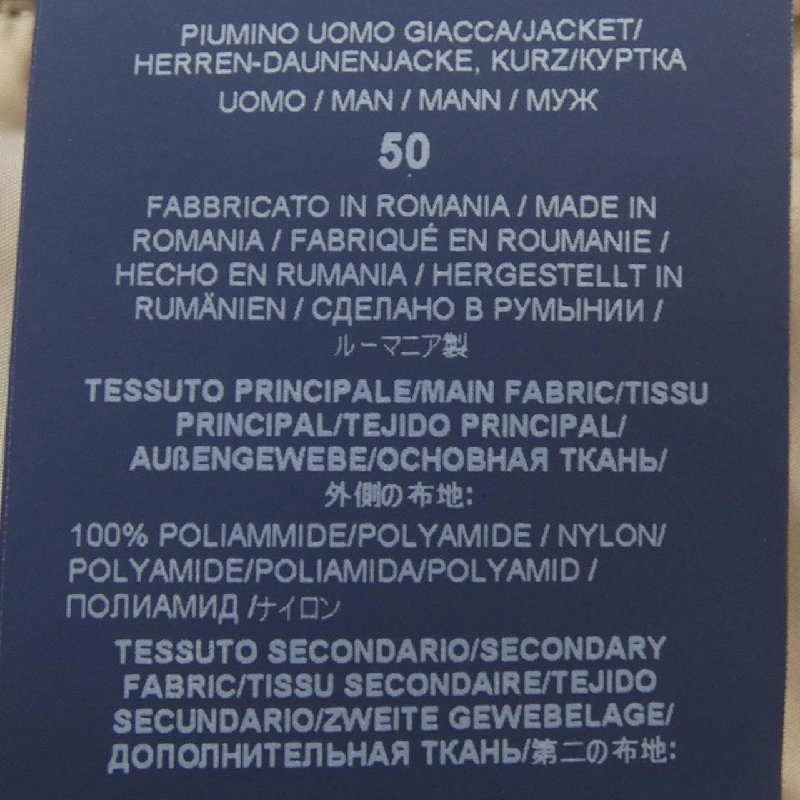 PIUMINO UOMO GIACCA/JACKET/
HERREN-DAUNENJACKE, KURZ/КУРТКА
UOMO / MAN / MANN / МУЖ
50
FABBRICATO IN ROMANIA / MADE IN
ROMANIA / FABRIQUÉ EN ROUMANIE /
HECHO EN RUMANIA / HERGESTELLT IN
RUMÄNIEN / СДЕЛАНО В РУМЫНИИ /
ルーマニア製
TESSUTO PRINCIPALE/MAIN FABRIC/TISSU
PRINCIPAL/TEJIDO PRINCIPAL/
AUßENGEWEBE/ОСНОВНАЯ ТКАНЬ/
外側の布地:
100% POLIAMMIDE/POLYAMIDE / NYLON/
POLYAMIDE/POLIAMIDA/POLYAMID /
ПОЛИАМИД /ナイロン
TESSUTO SECONDARIO/SECONDARY
FABRIC/TISSU SECONDAIRE/TEJIDO
SECUNDARIO/ZWEITE GEWEBELAGE/
ДОПОЛНИТЕЛЬНАЯ ТКАНЬ/第二の布地: